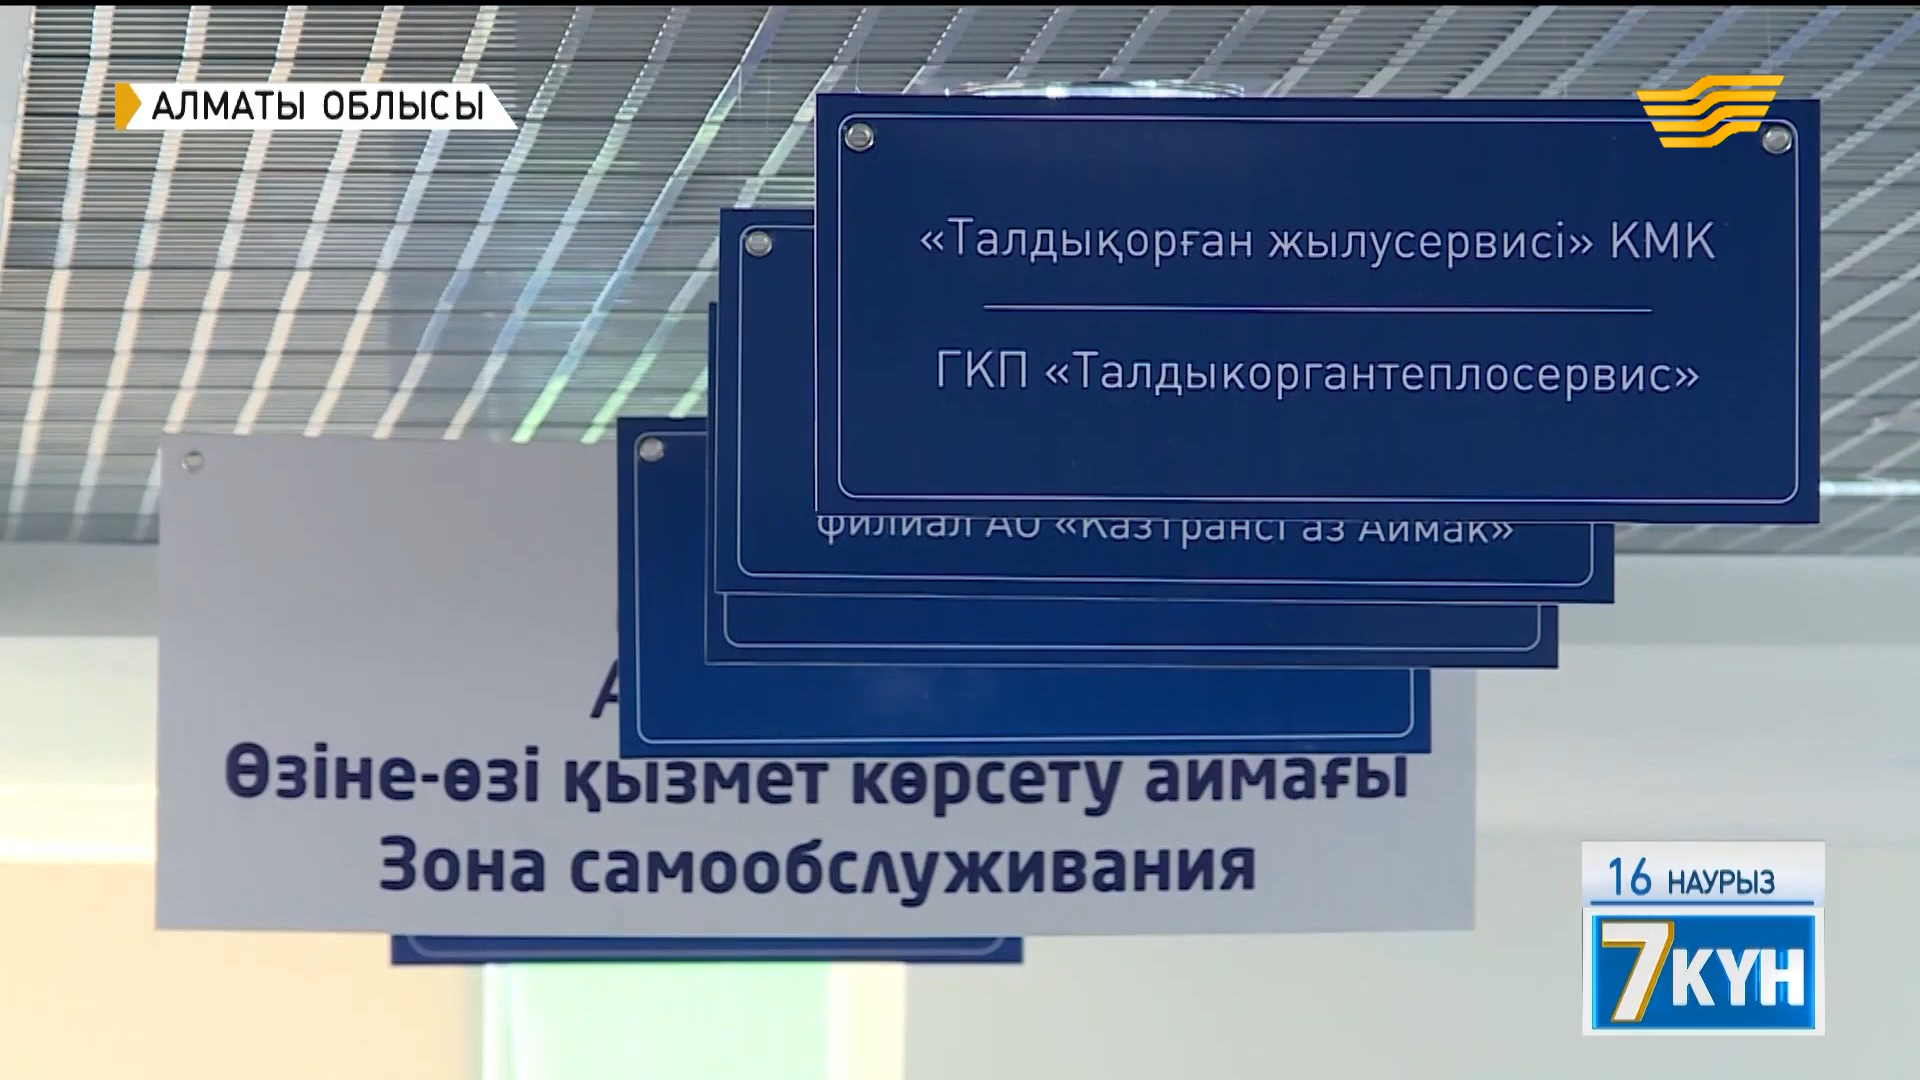 АЛМАТЫ ОБЛЫСЫ
«Талдықорған жылусервисі» КМК
ГКП «Талдыкоргантеплосервис»
филиал АО «КазТрансГаз Аймак»
Өзіне-өзі қызмет көрсету аймағы
Зона самообслуживания
16 НАУРЫЗ
7КҮН